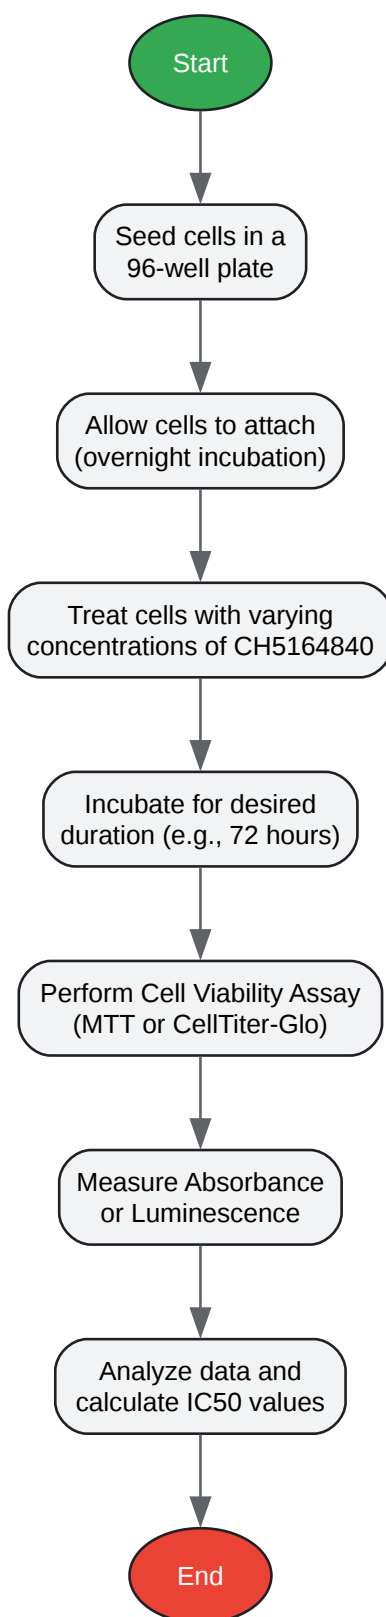 Start
Seed cells in a
96-well plate
Allow cells to attach
(overnight incubation)
Treat cells with varying
concentrations of CH5164840
Incubate for desired
duration (e.g., 72 hours)
Perform Cell Viability Assay
(MTT or CellTiter-Glo)
Measure Absorbance
or Luminescence
Analyze data and
calculate IC50 values
End